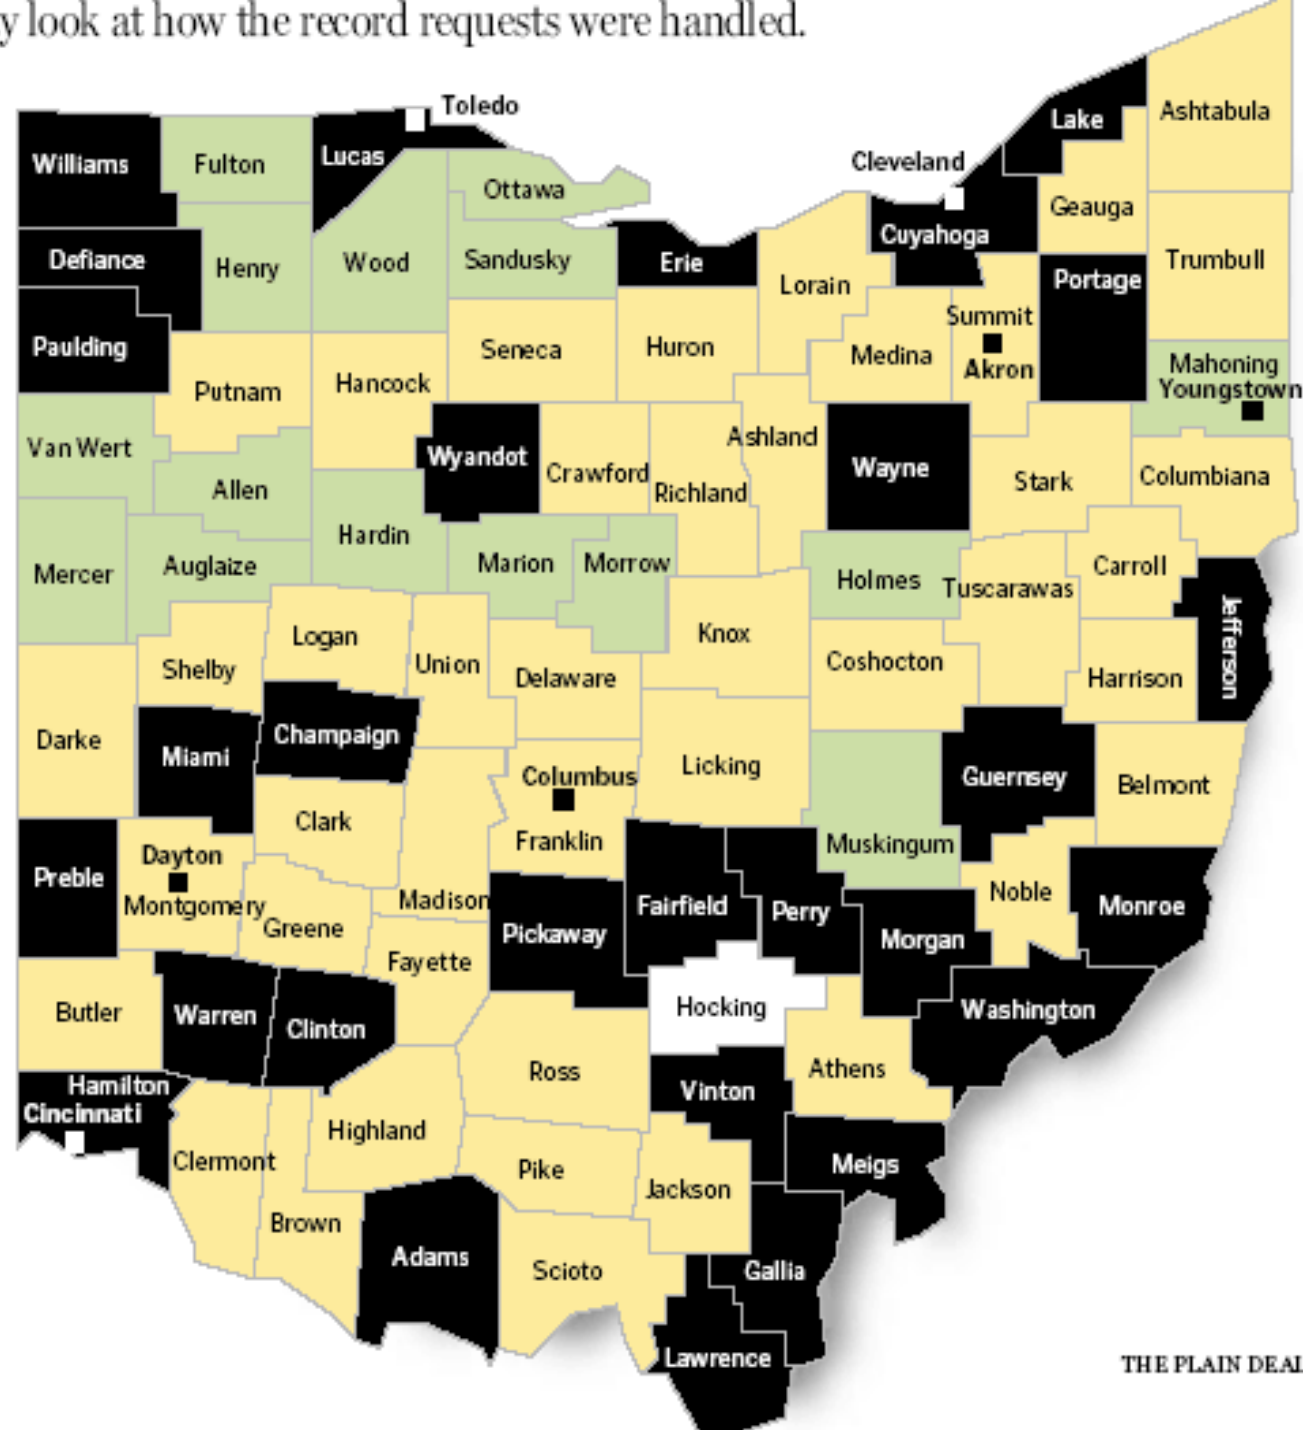 y look at how the record requests were handled.
Toledo
Ashtabula
Lake
Williams
Fulton
Lucas
Cleveland
Ottawa
Geauga
Cuyahoga
Defiance
Henry
Wood
Sandusky
Erie
Trumbull
Lorain
Portage
Summit
Paulding
Seneca
Huron
Medina
Akron
Mahoning
Youngstown
Putnam
Hancock
Van Wert
Wyandot
Ashland
Crawford
Wayne
Columbiana
Allen
Richland
Stark
Hardin
Mercer
Auglaize
Marion
Morrow
Holmes
Tuscarawas
Carroll
Jefferson
Logan
Knox
Shelby
Union
Delaware
Coshocton
Harrison
Darke
Miami
Champaign
Columbus
Licking
Guernsey
Belmont
Clark
Franklin
Muskingum
Dayton
Preble
Montgomery
Madison
Fairfield
Perry
Noble
Monroe
Greene
Pickaway
Morgan
Fayette
Butler
Warren
Clinton
Hocking
Washington
Ross
Athens
Hamilton
Cincinnati
Vinton
Highland
Clermont
Pike
Jackson
Meigs
Brown
Adams
Scioto
Gallia
Lawrence
THE PLAIN DEAL